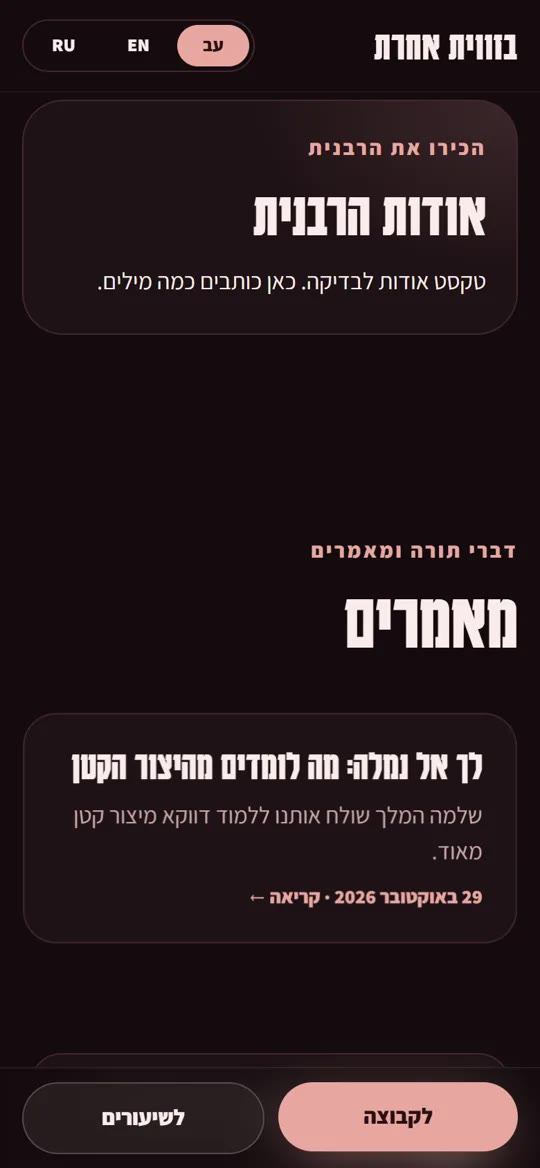 בזווית אחרת
עב
EN
RU
הכירו את הרבנית
אודות הרבנית
טקסט אודות לבדיקה. כאן כותבים כמה מילים.
דברי תורה ומאמרים
מאמרים
לך אל נמלה: מה לומדים מהיצור הקטן
שלמה המלך שולח אותנו ללמוד דווקא מיצור קטן
מאוד.
29 באוקטובר 2026 · קריאה ←
לקבוצה
לשיעורים